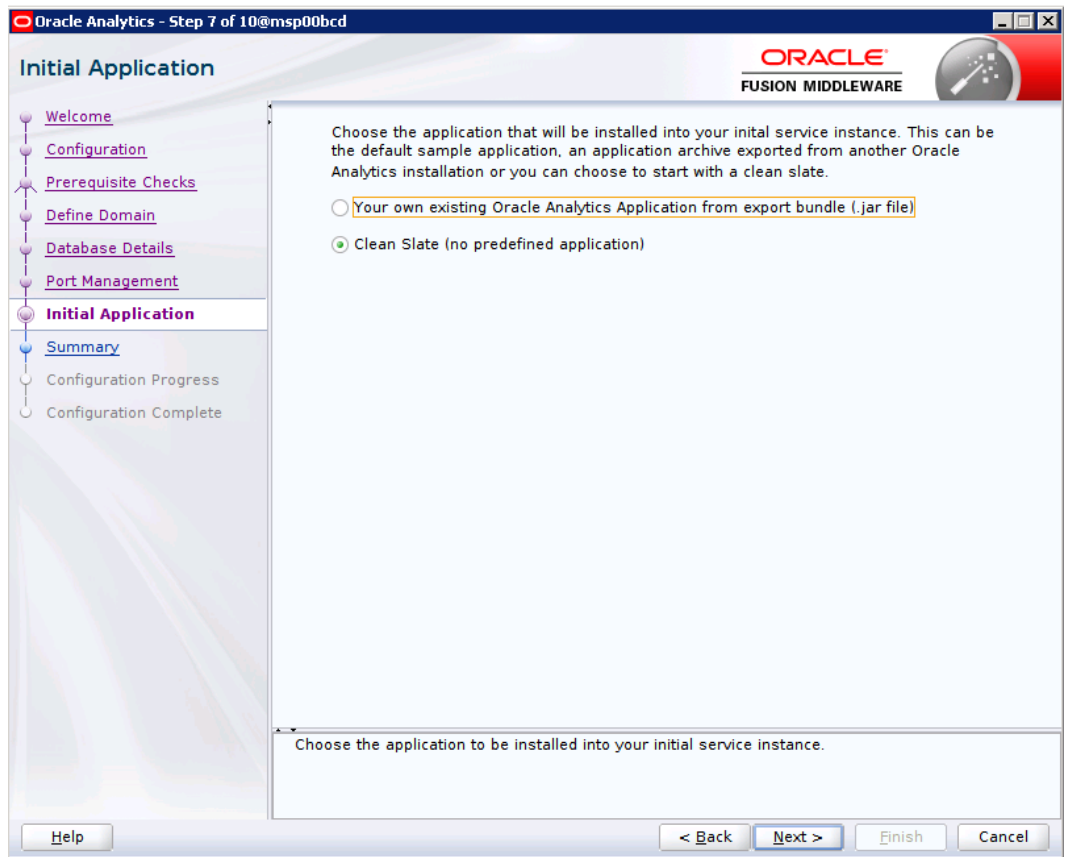 Oracle Analytics - Step 7 of 10@msp00bcd
Initial Application
ORACLE
FUSION MIDDLEWARE
Welcome
Configuration
Prerequisite Checks
Define Domain
Database Details
Port Management
Initial Application
Summary
Configuration Progress
Configuration Complete
Choose the application that will be installed into your inital service instance. This can be
the default sample application, an application archive exported from another Oracle
Analytics installation or you can choose to start with a clean slate.
Your own existing Oracle Analytics Application from export bundle (.jar file)
Clean Slate (no predefined application)
Choose the application to be installed into your initial service instance.
Help
< Back
Next >
Finish
Cancel